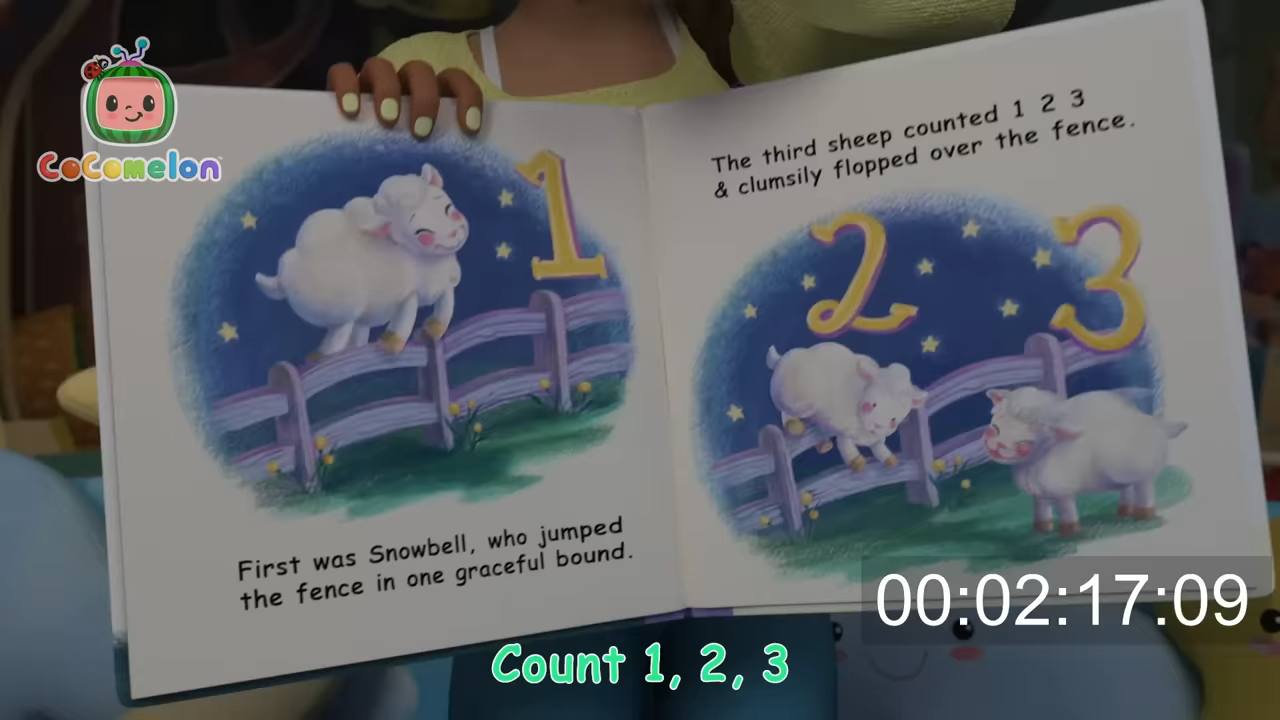 CoComelon
1
First was Snowbell, who jumped
the fence in one graceful bound.
The third sheep counted 1 2 3
& clumsily flopped over the fence.
2
3
00:02:17:09
Count 1, 2, 3